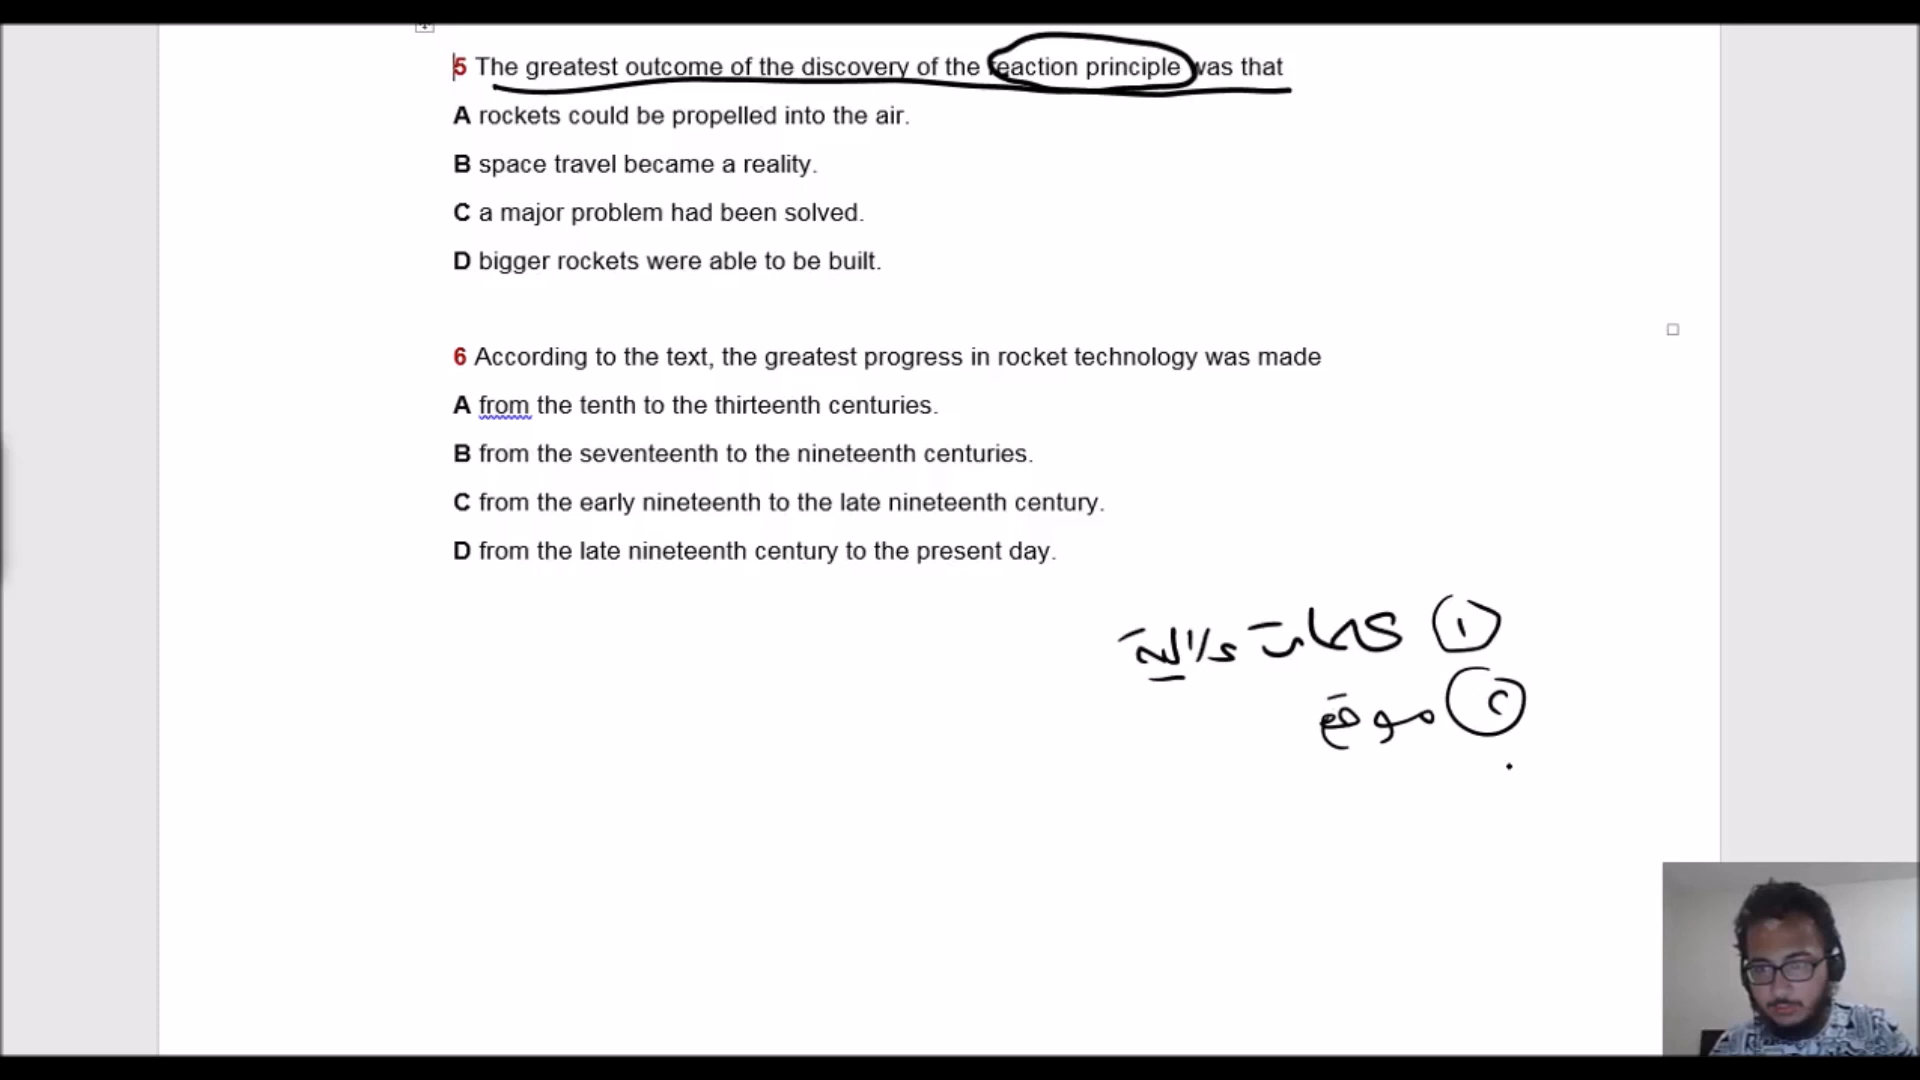 5 The greatest outcome of the discovery of the reaction principle was that
A rockets could be propelled into the air.
B space travel became a reality.
C a major problem had been solved.
D bigger rockets were able to be built.
6 According to the text, the greatest progress in rocket technology was made
A from the tenth to the thirteenth centuries.
B from the seventeenth to the nineteenth centuries.
C from the early nineteenth to the late nineteenth century.
D from the late nineteenth century to the present day.
١ كلمات دلالية
٢ موقع